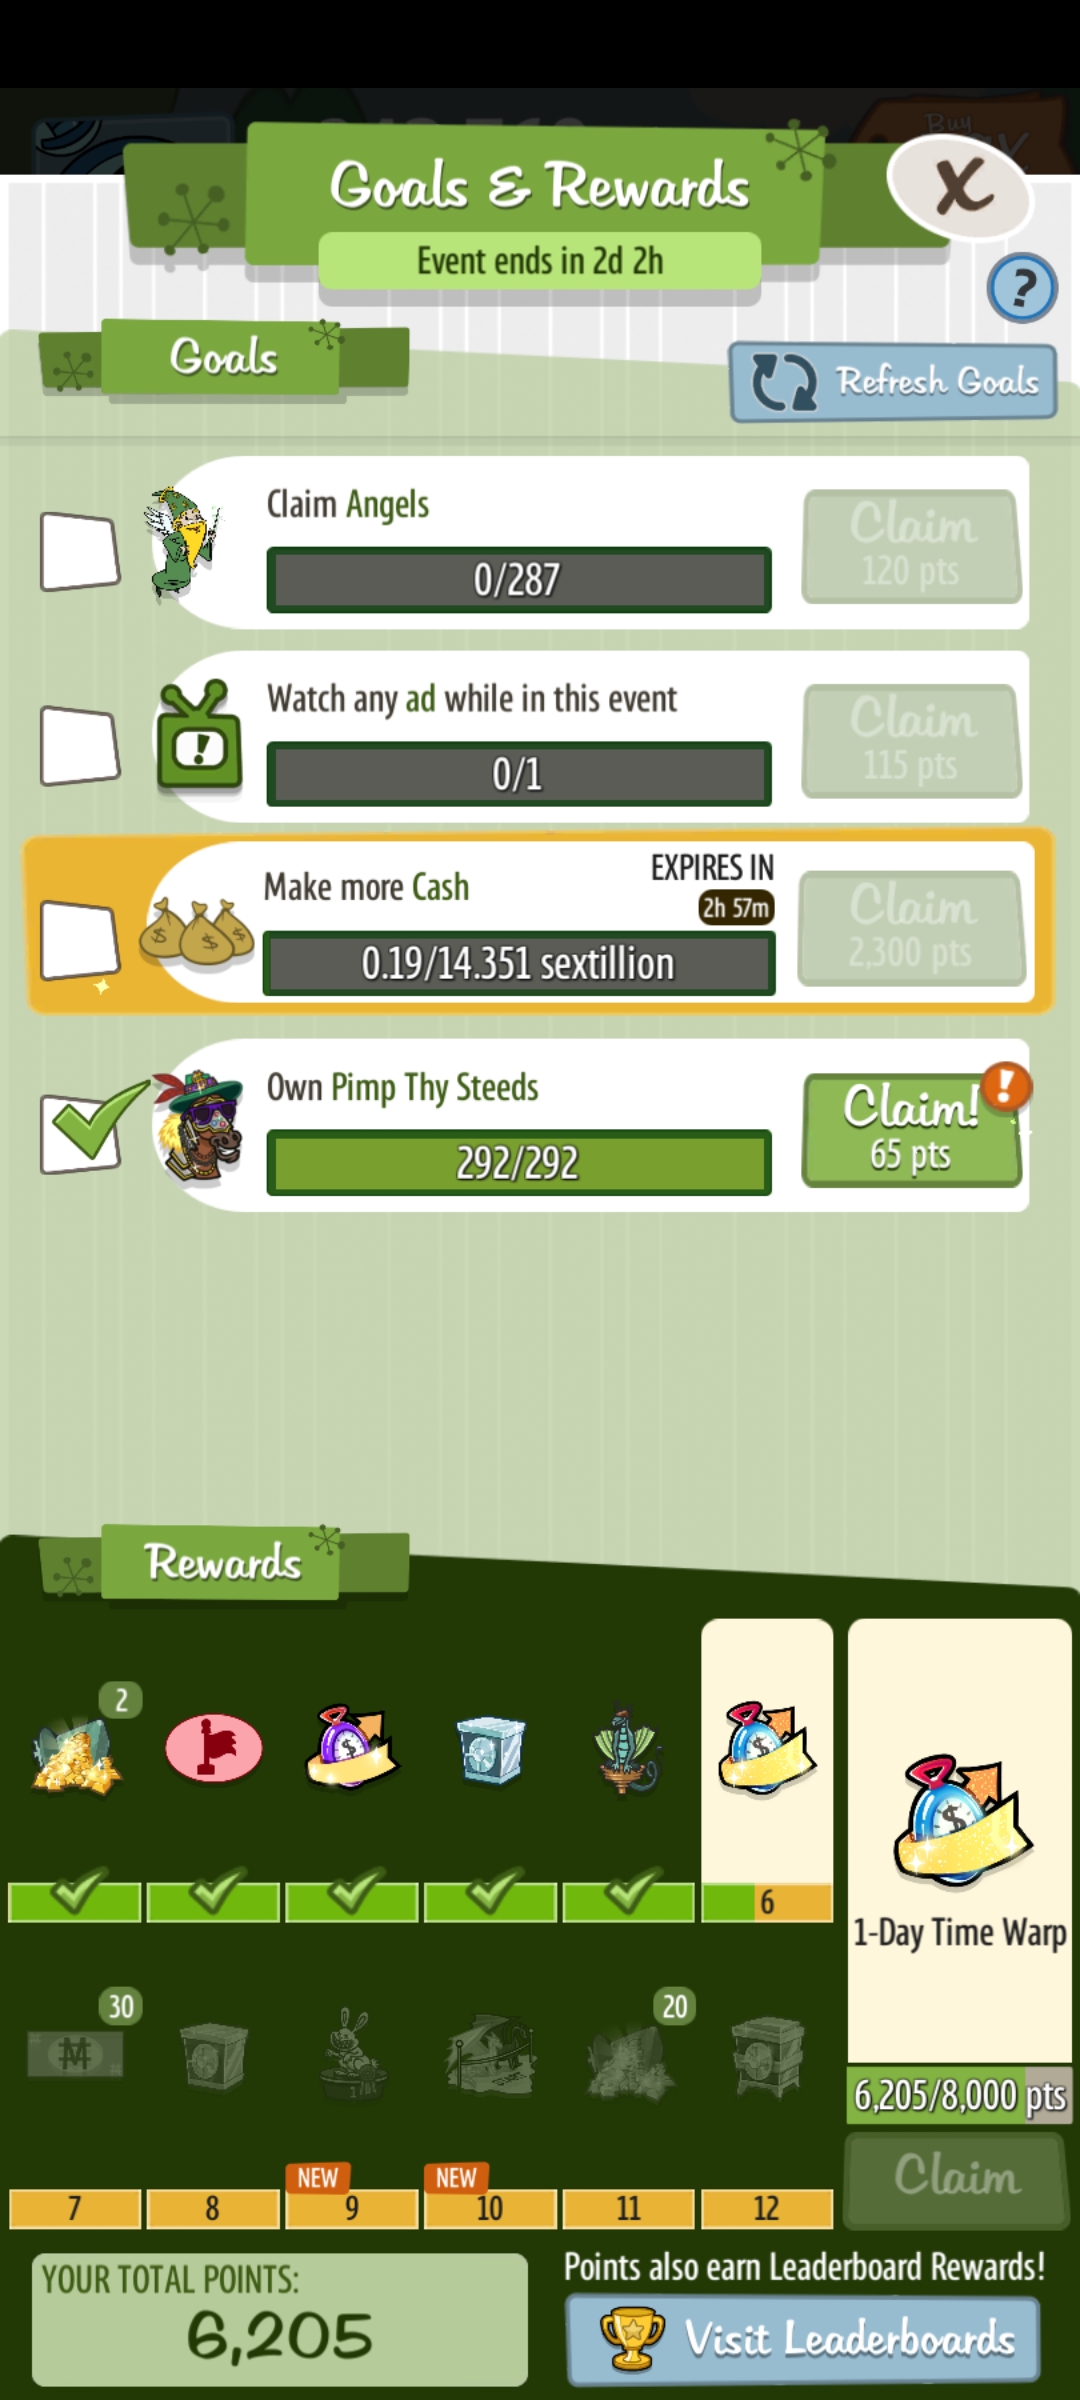 Buy
Goals & Rewards
X
Event ends in 2d 2h
?
Goals
Refresh Goals
Claim Angels
0/287
Claim
120 pts
Watch any ad while in this event
0/1
Claim
115 pts
Make more Cash
EXPIRES IN
2h 57m
0.19/14.351 sextillion
Claim
2,300 pts
Own Pimp Thy Steeds
292/292
Claim!
65 pts
Rewards
2
6
1-Day Time Warp
30
20
6,205/8,000 pts
NEW
NEW
7
8
9
10
11
12
Claim
YOUR TOTAL POINTS:
6,205
Points also earn Leaderboard Rewards!
Visit Leaderboards